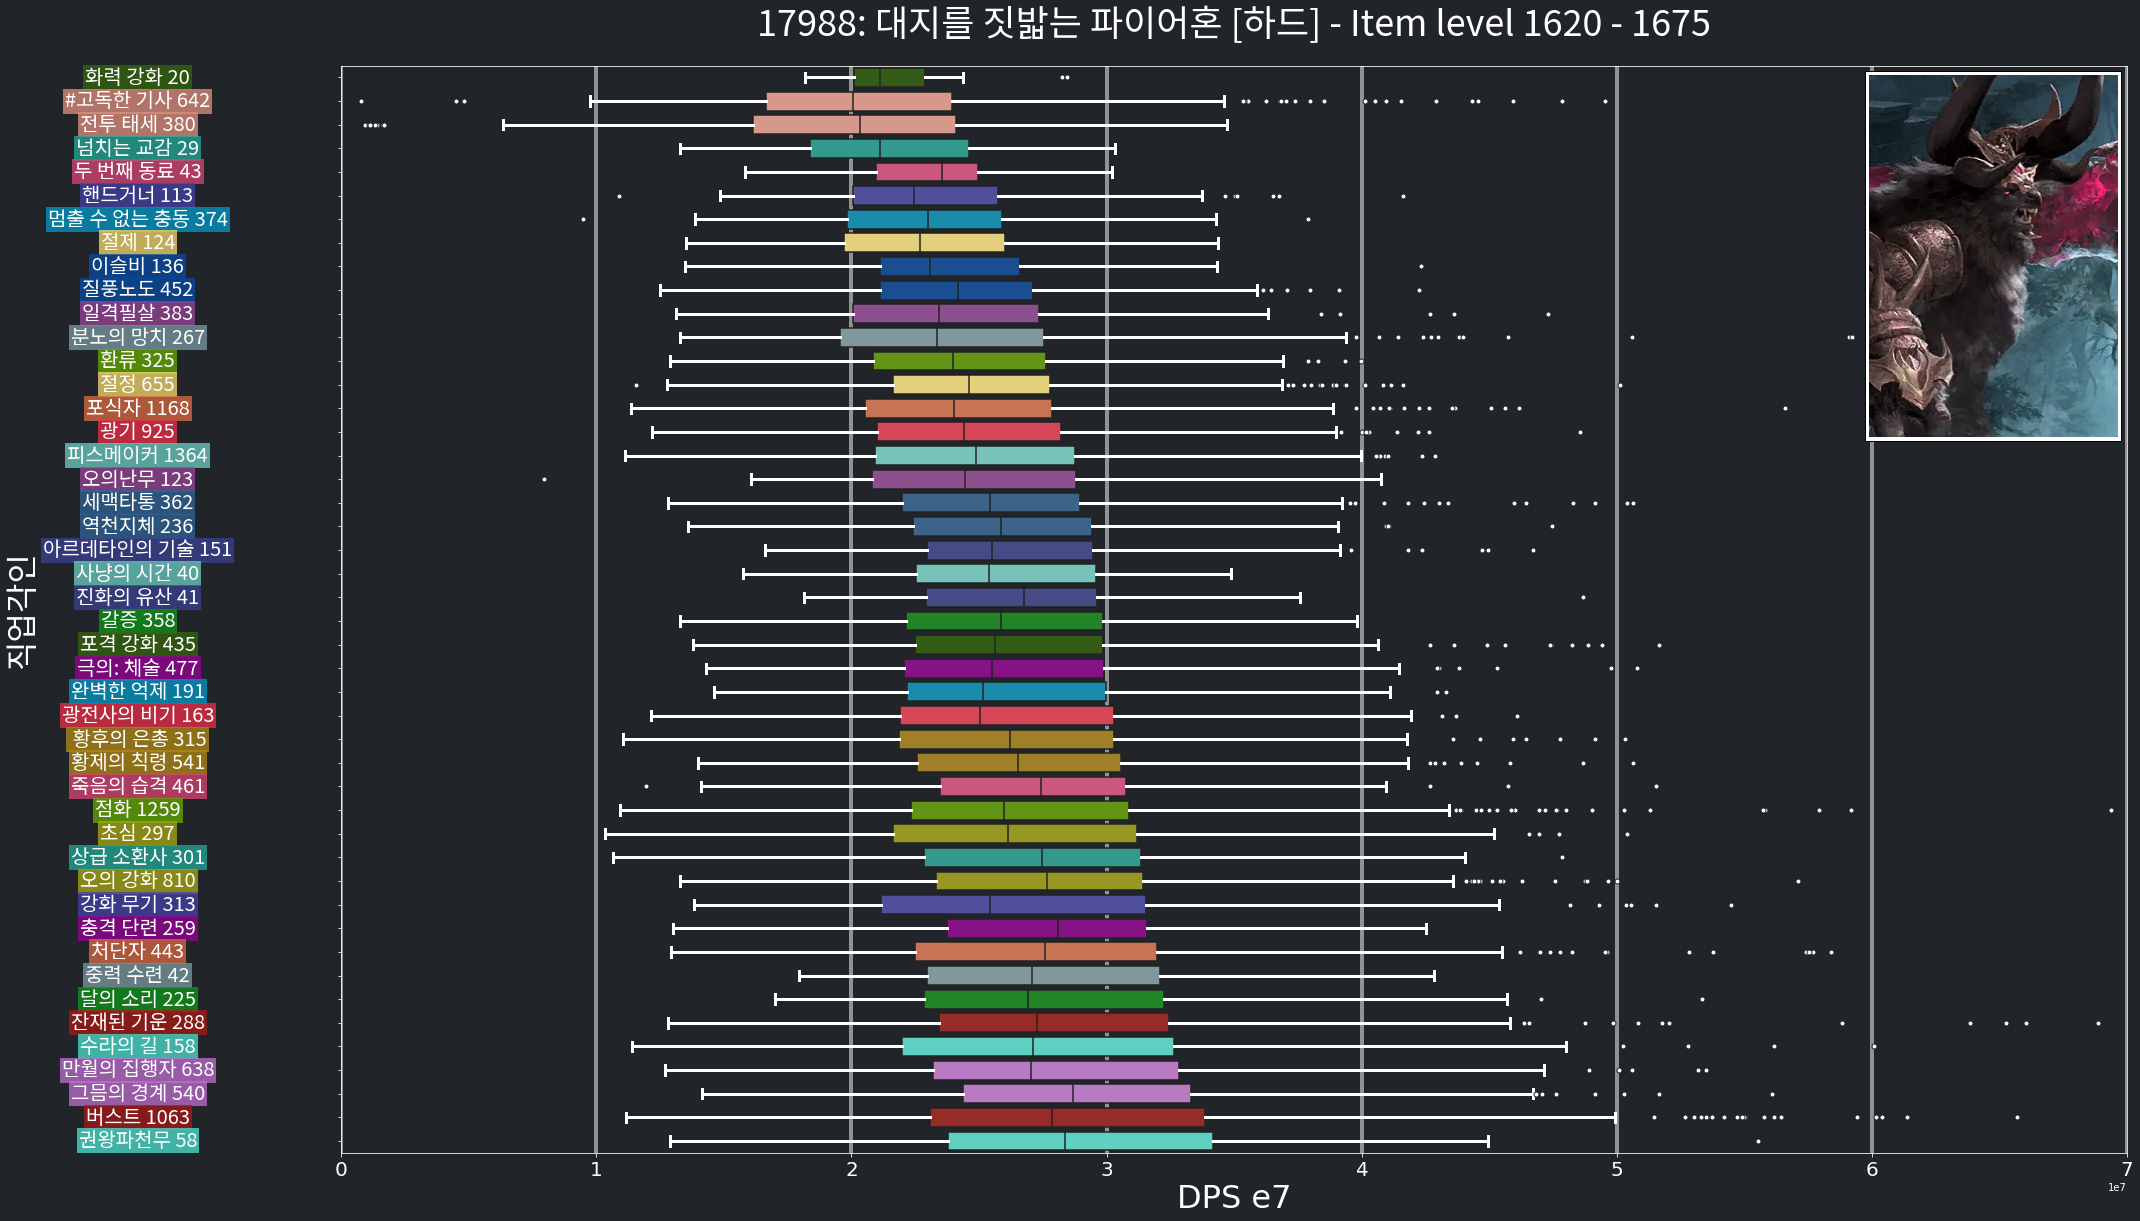 17988: 대지를 짓밟는 파이어혼 [하드] - Item level 1620 - 1675
화력 강화 20
#고독한 기사 642
전투 태세 380
넘치는 교감 29
두 번째 동료 43
핸드거너 113
멈출 수 없는 충동 374
절제 124
이슬비 136
질풍노도 452
일격필살 383
분노의 망치 267
환류 325
절정 655
포식자 1168
광기 925
피스메이커 1364
오의난무 123
세맥타통 362
역천지체 236
아르데타인의 기술 151
사냥의 시간 40
진화의 유산 41
갈증 358
포격 강화 435
극의: 체술 477
완벽한 억제 191
광전사의 비기 163
황후의 은총 315
황제의 칙령 541
죽음의 습격 461
점화 1259
초심 297
상급 소환사 301
오의 강화 810
강화 무기 313
충격 단련 259
처단자 443
중력 수련 42
달의 소리 225
잔재된 기운 288
수라의 길 158
만월의 집행자 638
그믐의 경계 540
버스트 1063
권왕파천무 58
직업각인
0 1 2 3 4 5 6 7
1e7
DPS e7